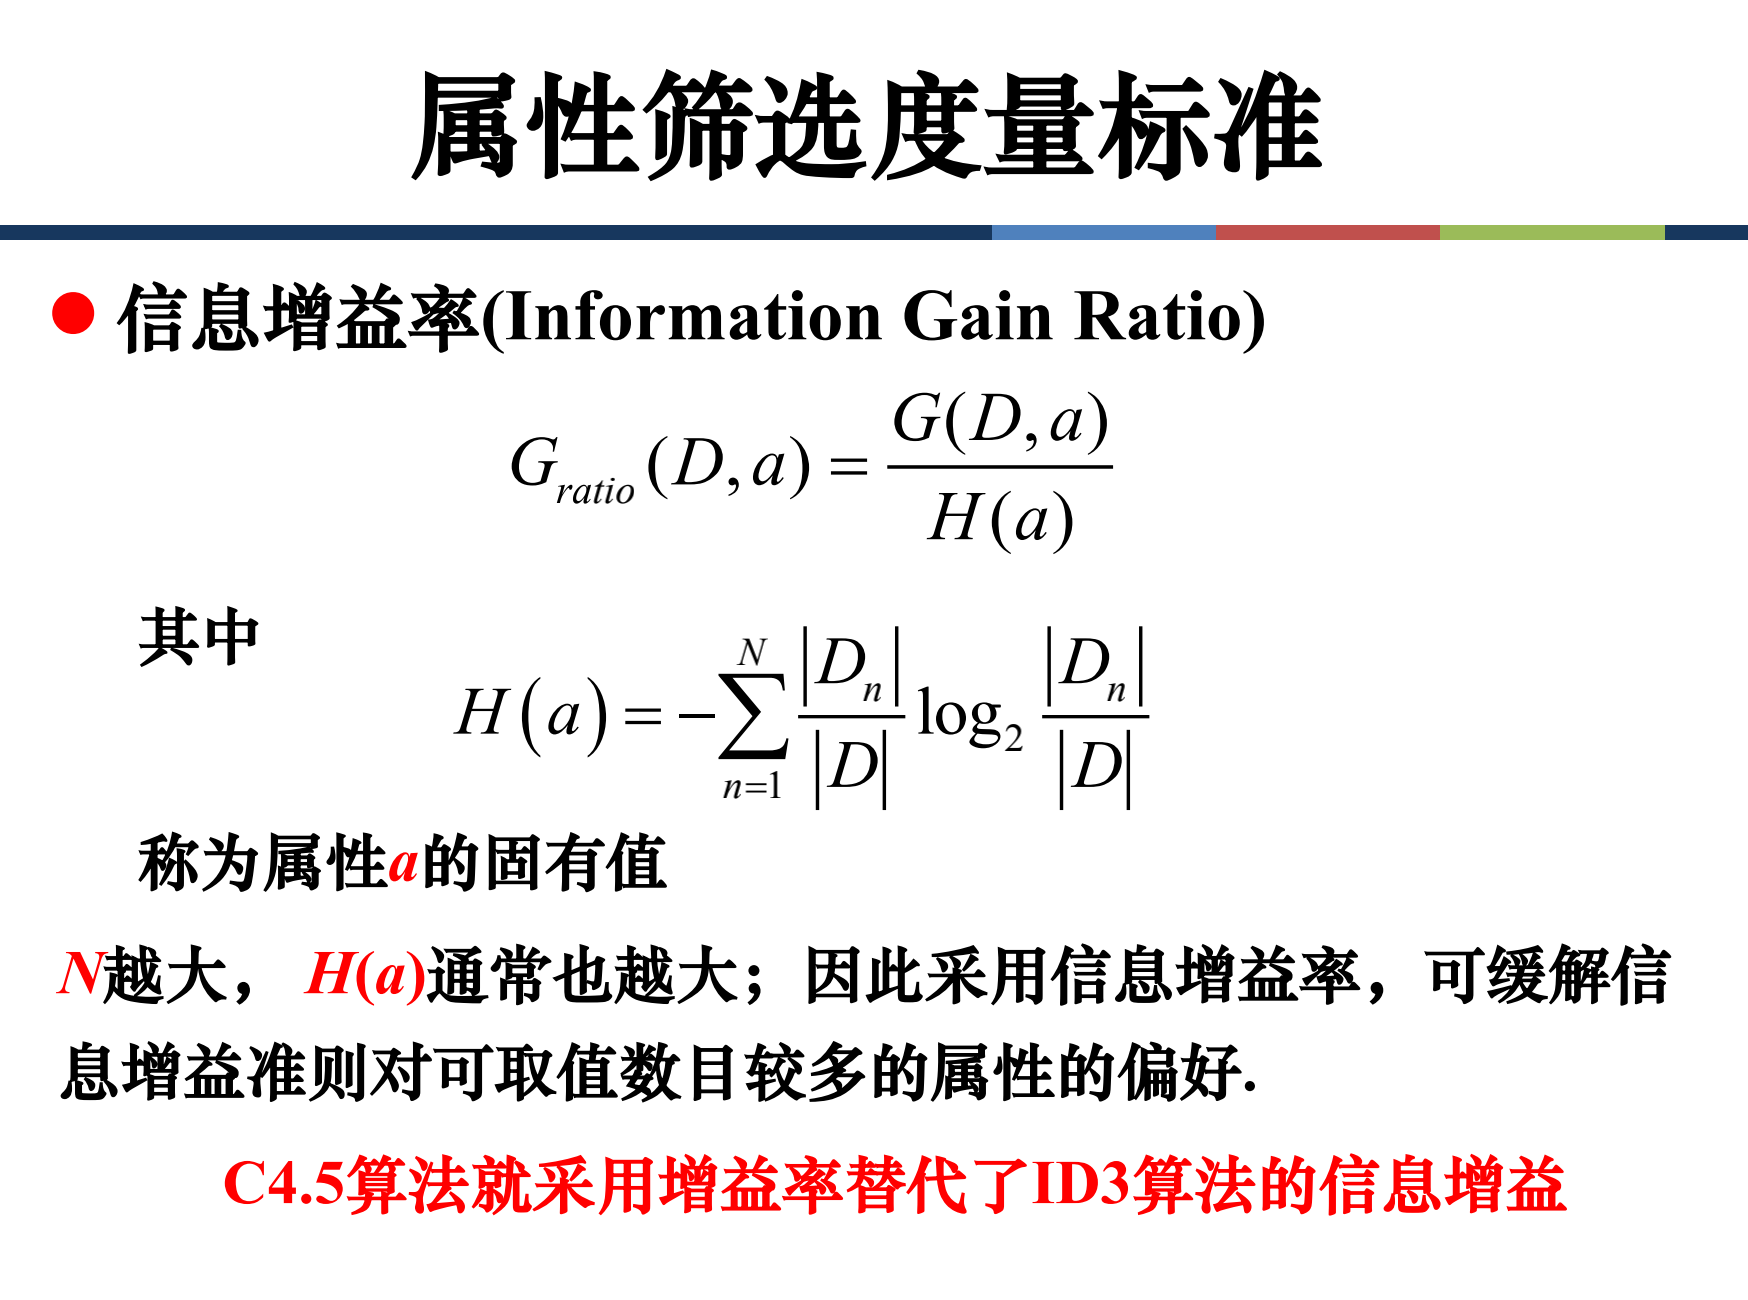 属性筛选度量标准
信息增益率(Information Gain Ratio)
G_{ratio}(D,a) = \frac{G(D,a)}{H(a)}
其中
H(a) = -\sum_{n=1}^{N} \frac{|D_n|}{|D|} \log_2 \frac{|D_n|}{|D|}
称为属性a的固有值
N越大， H(a)通常也越大；因此采用信息增益率，可缓解信
息增益准则对可取值数目较多的属性的偏好.
C4.5算法就采用增益率替代了ID3算法的信息增益